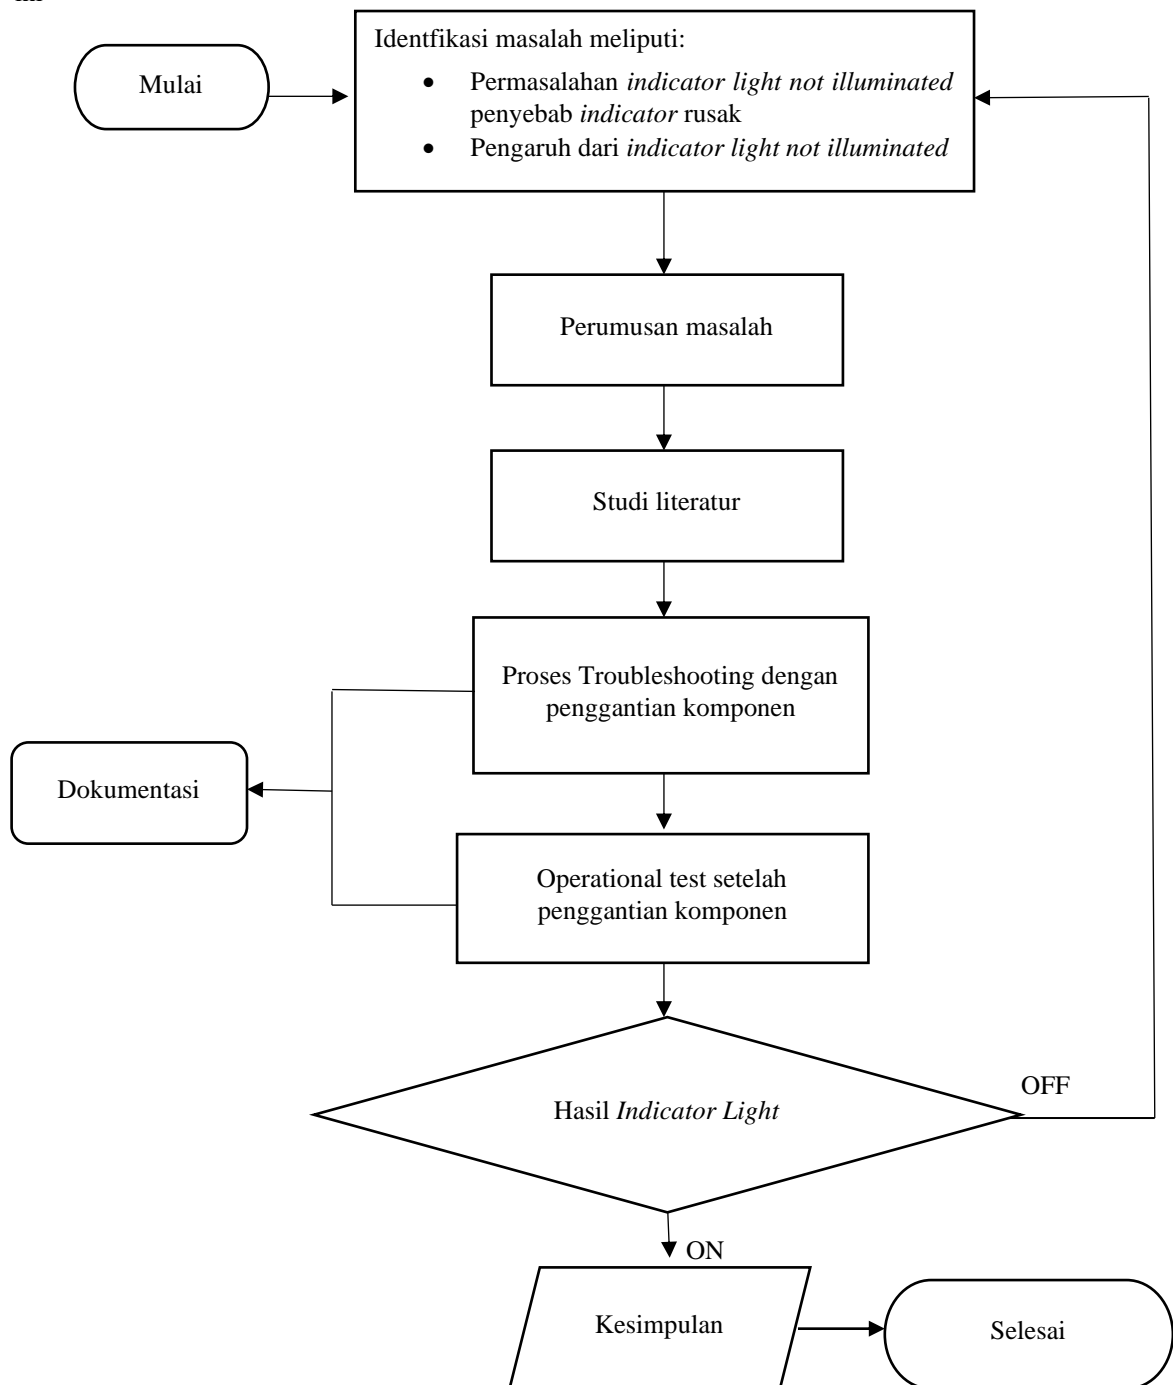 Mulai
Identfikasi masalah meliputi:
• Permasalahan indicator light not illuminated
penyebab indicator rusak
• Pengaruh dari indicator light not illuminated
Perumusan masalah
Studi literatur
Proses Troubleshooting dengan
penggantian komponen
Dokumentasi
Operational test setelah
penggantian komponen
Hasil Indicator Light
OFF
ON
Kesimpulan
Selesai